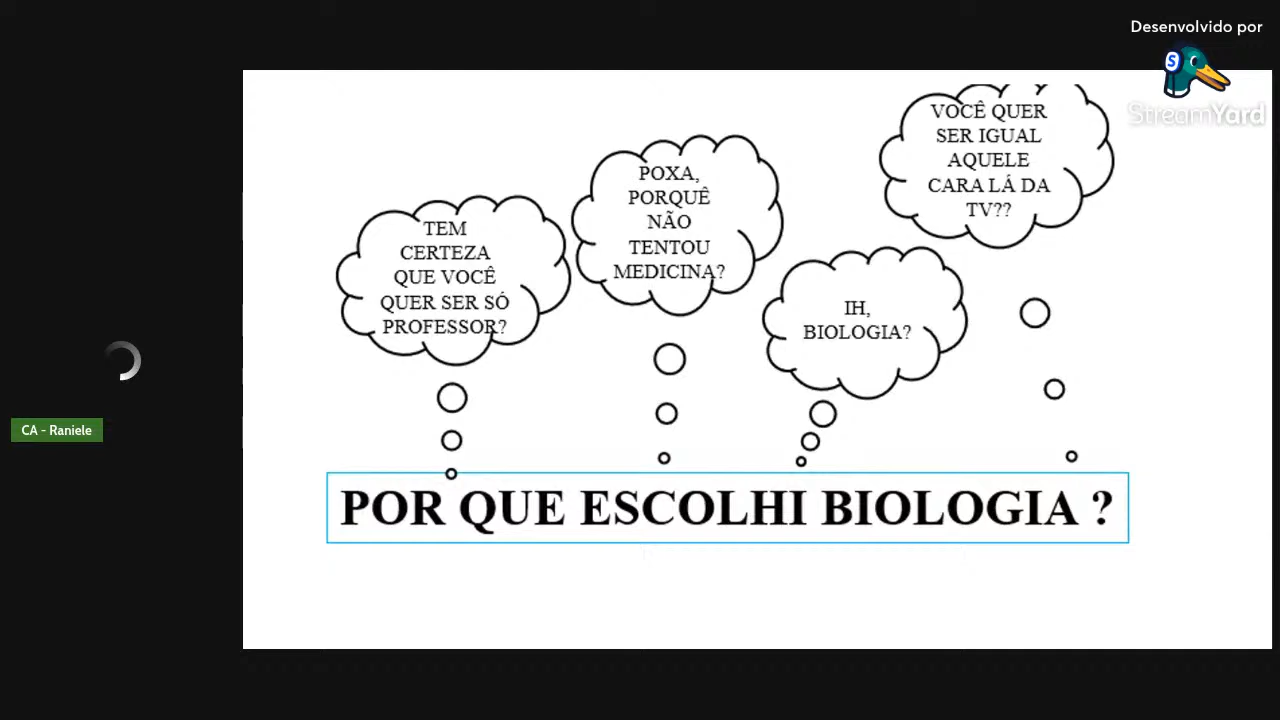 Desenvolvido por
StreamYard
VOCÊ QUER
SER IGUAL
AQUELE
CARA LÁ DA
TV??
POXA,
PORQUÊ
NÃO
TENTOU
MEDICINA?
TEM
CERTEZA
QUE VOCÊ
QUER SER SÓ
PROFESSOR?
IH,
BIOLOGIA?
CA - Raniele
POR QUE ESCOLHI BIOLOGIA ?